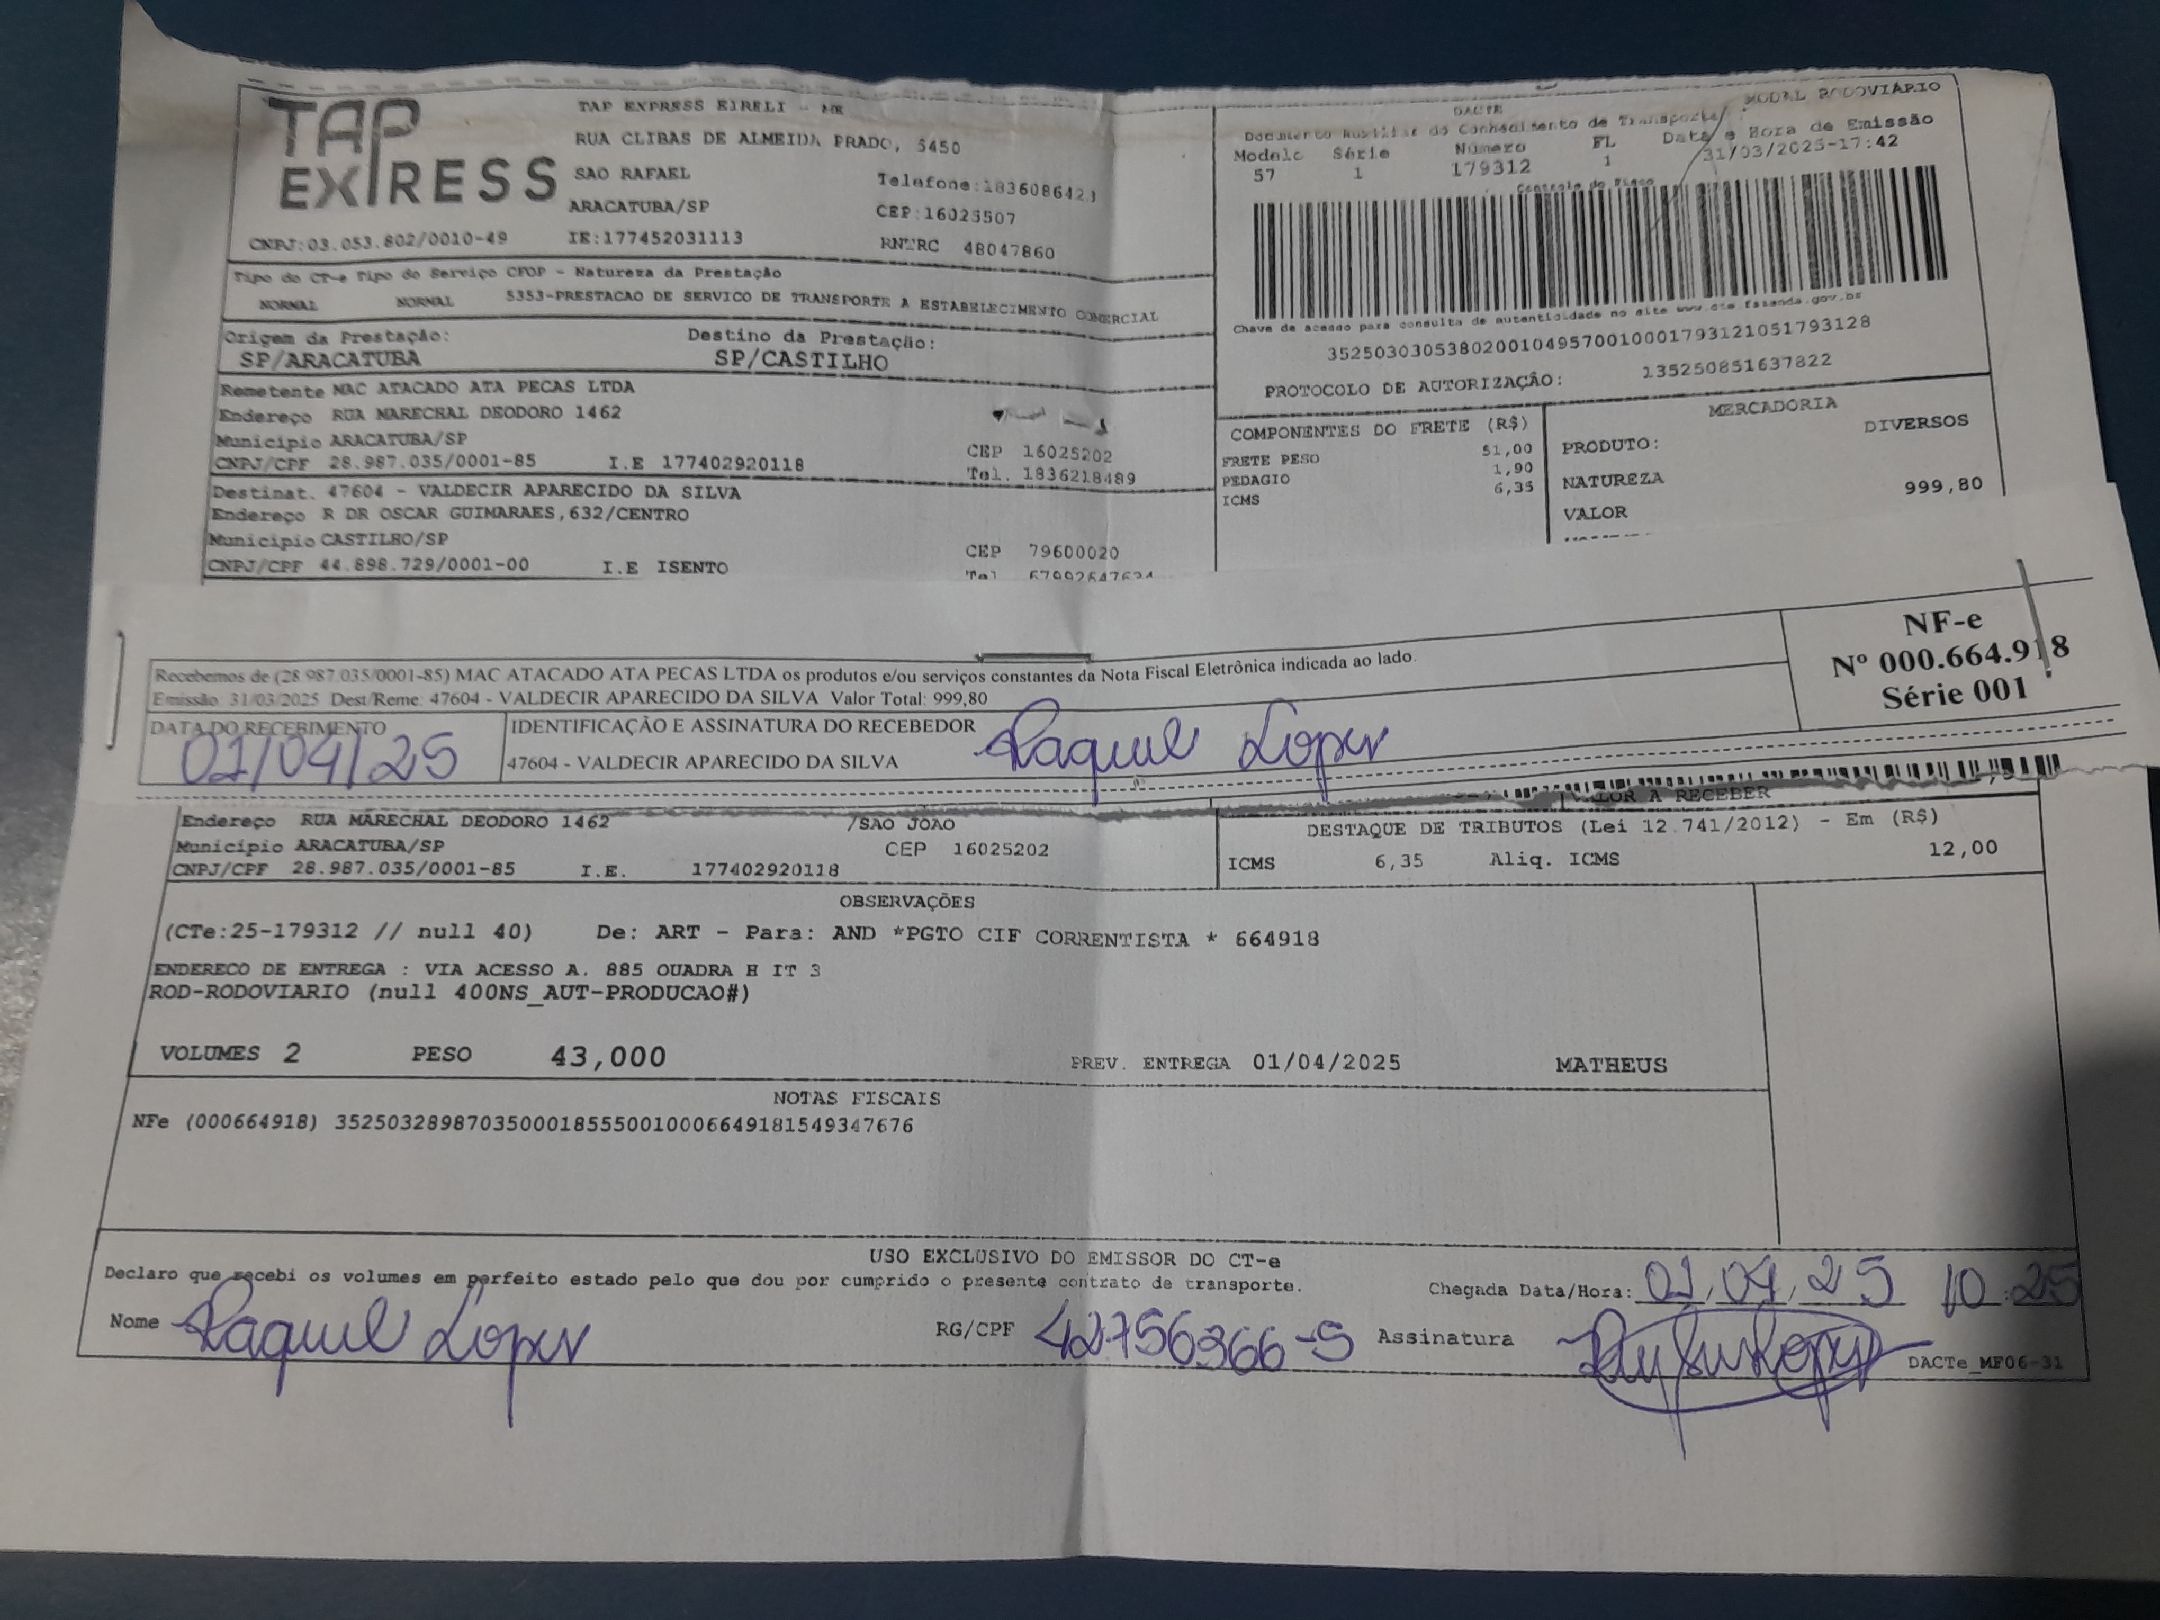 TAP EXPRESS
TAP EXPRESS EIRELI - ME
RUA CLIBAS DE ALMEIDA PRADO, 5450
SAO RAFAEL Telefone:1836086423
ARACATUBA/SP CEP:16023507
CNPJ:03.053.802/0010-49 IE:177452031113 RNTRC 48047860
Tipo do CT-e Tipo do Serviço CFOP - Natureza da Prestação
NORMAL NORMAL 5353-PRESTACAO DE SERVICO DE TRANSPORTE A ESTABELECIMENTO COMERCIAL
Origem da Prestação: Destino da Prestação:
SP/ARACATUBA SP/CASTILHO
Remetente MAC ATACADO ATA PECAS LTDA
Endereço RUA MARECHAL DEODORO 1462
Município ARACATUBA/SP CEP 16025202
CNPJ/CPF 28.987.035/0001-85 I.E 177402920118 Tel. 1836218489
Destinat. 47604 - VALDECIR APARECIDO DA SILVA
Endereço R DR OSCAR GUIMARAES,632/CENTRO
Município CASTILHO/SP CEP 79600020
CNPJ/CPF 44.898.729/0001-00 I.E ISENTO Tel
DACTE MODAL RODOVIÁRIO
Documento Auxiliar do Conhecimento de Transporte
Modelo Série Número FL Data e Hora de Emissão
57 1 179312 1 31/03/2025-17:42
Controle do Fisco
Chave de acesso para consulta de autenticidade no site www.cte.fazenda.gov.br
35250303053802001049570010001793121051793128
PROTOCOLO DE AUTORIZAÇÃO: 135250851637822
COMPONENTES DO FRETE (R$)
FRETE PESO 51,00
PEDAGIO 1,90
ICMS 6,35
MERCADORIA
PRODUTO: DIVERSOS
NATUREZA
VALOR 999,80
Recebemos de (28.987.035/0001-85) MAC ATACADO ATA PECAS LTDA os produtos e/ou serviços constantes da Nota Fiscal Eletrônica indicada ao lado.
Emissão: 31/03/2025 Dest/Reme: 47604 - VALDECIR APARECIDO DA SILVA Valor Total: 999,80
DATA DO RECEBIMENTO IDENTIFICAÇÃO E ASSINATURA DO RECEBEDOR
01/04/25 47604 - VALDECIR APARECIDO DA SILVA Raquel Lopes
NF-e
Nº 000.664.918
Série 001
VALOR A RECEBER
Endereço RUA MARECHAL DEODORO 1462 /SAO JOAO
Município ARACATUBA/SP CEP 16025202
CNPJ/CPF 28.987.035/0001-85 I.E. 177402920118
DESTAQUE DE TRIBUTOS (Lei 12.741/2012) - Em (R$)
ICMS 6,35 Aliq. ICMS 12,00
OBSERVAÇÕES
(CTe:25-179312 // null 40) De: ART - Para: AND *PGTO CIF CORRENTISTA * 664918
ENDERECO DE ENTREGA : VIA ACESSO A. 885 QUADRA H IT 3
ROD-RODOVIARIO (null 400NS_AUT-PRODUCAO#)
VOLUMES 2 PESO 43,000 PREV. ENTREGA 01/04/2025 MATHEUS
NOTAS FISCAIS
NFe (000664918) 35250328987035000185550010006649181549347676
USO EXCLUSIVO DO EMISSOR DO CT-e
Declaro que recebi os volumes em perfeito estado pelo que dou por cumprido o presente contrato de transporte. Chegada Data/Hora: 01/04/25 10:25
Nome Raquel Lopes RG/CPF 42756366-5 Assinatura
DACTe_MF06-31